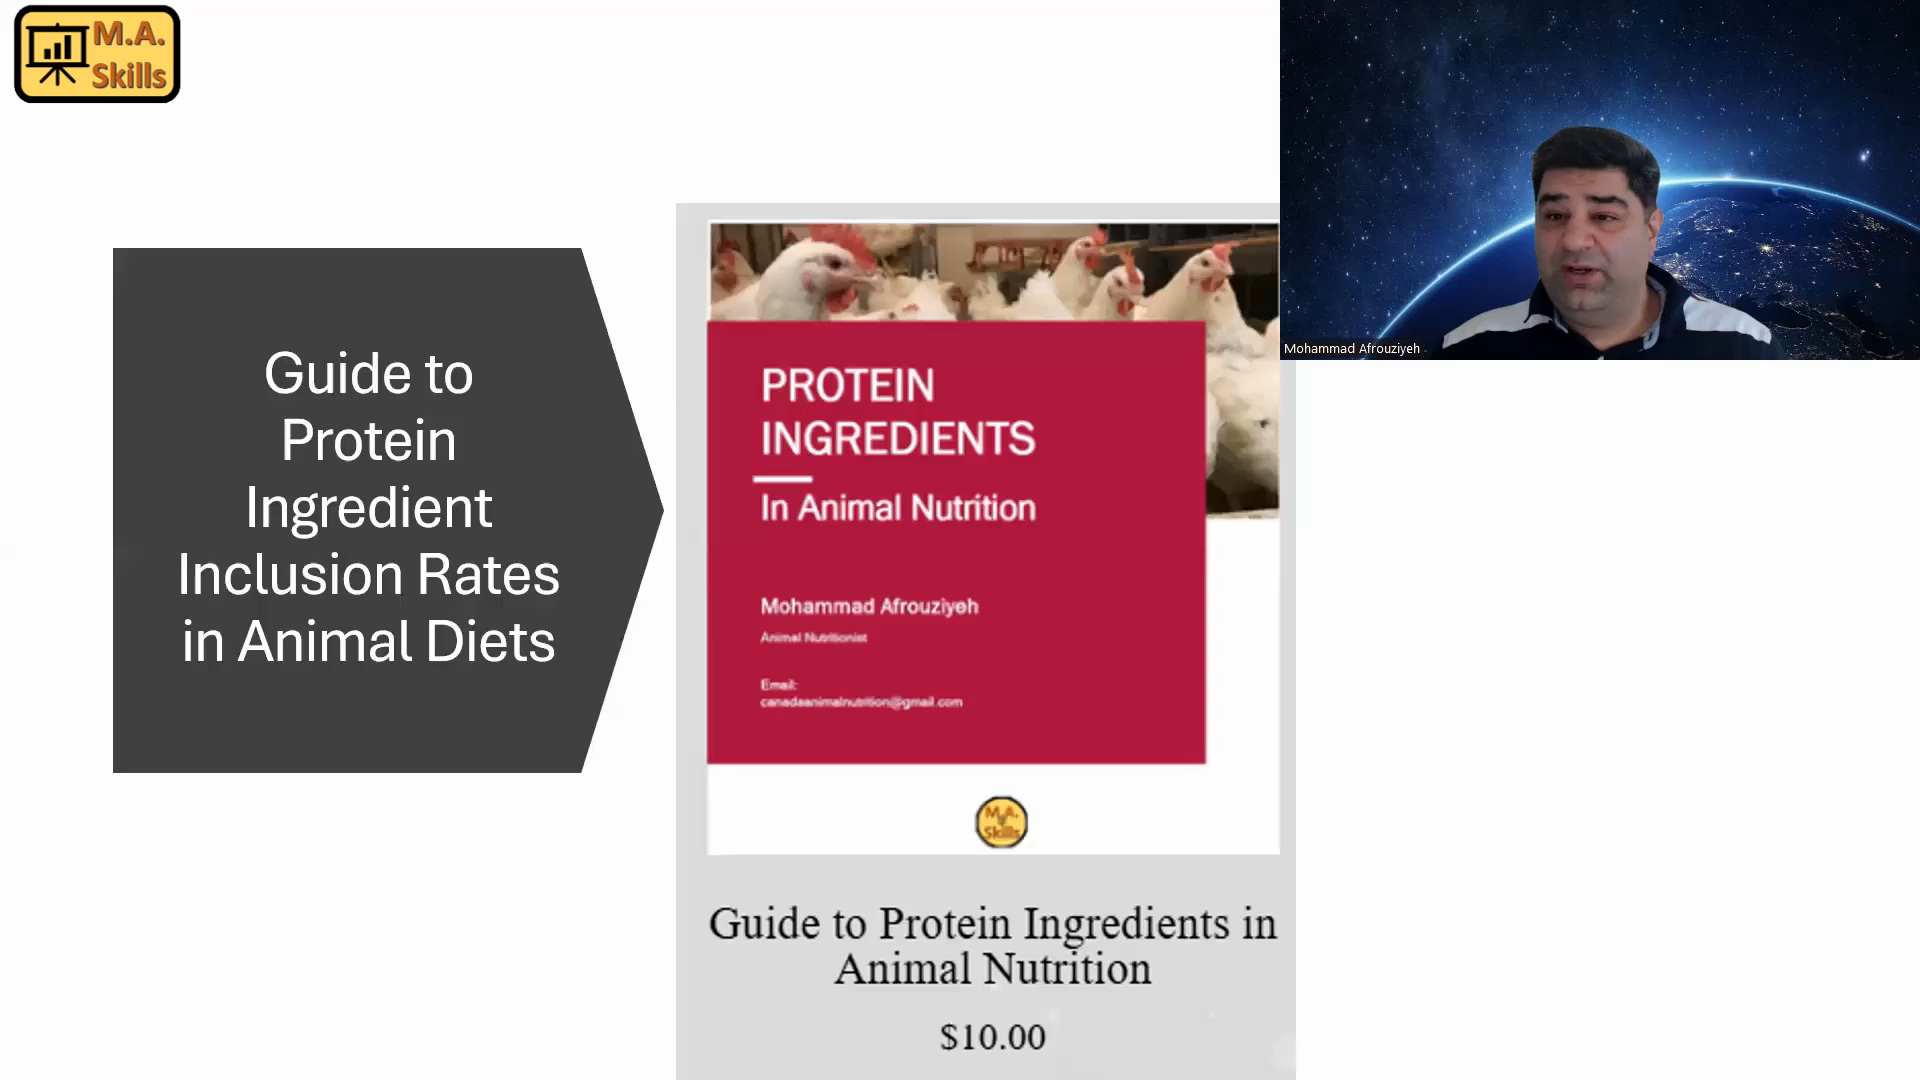 M.A.
Skills
Mohammad Afrouziyeh
Guide to
Protein
Ingredient
Inclusion Rates
in Animal Diets
PROTEIN
INGREDIENTS
In Animal Nutrition
Mohammad Afrouziyeh
Animal Nutritionist
Email:
canadaanimalnutrition@gmail.com
M.A.
Skills
Guide to Protein Ingredients in
Animal Nutrition
$10.00